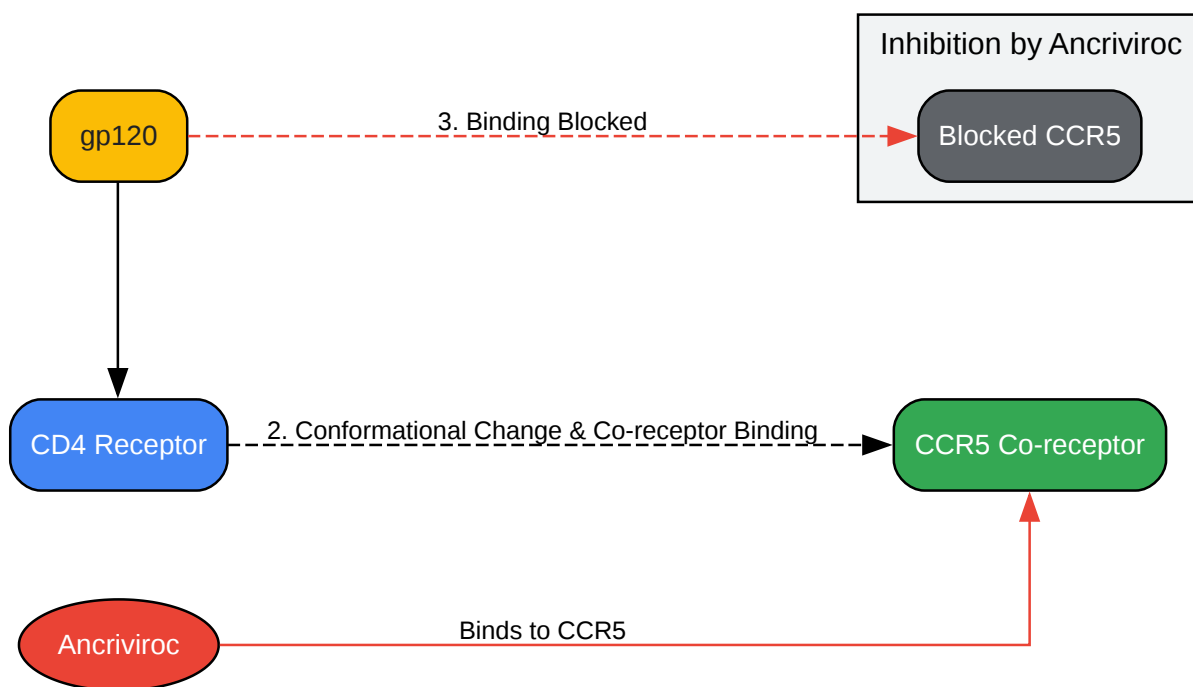 Inhibition by Ancriviroc
gp120
3. Binding Blocked
Blocked CCR5
CD4 Receptor
2. Conformational Change & Co-receptor Binding
CCR5 Co-receptor
Ancriviroc
Binds to CCR5